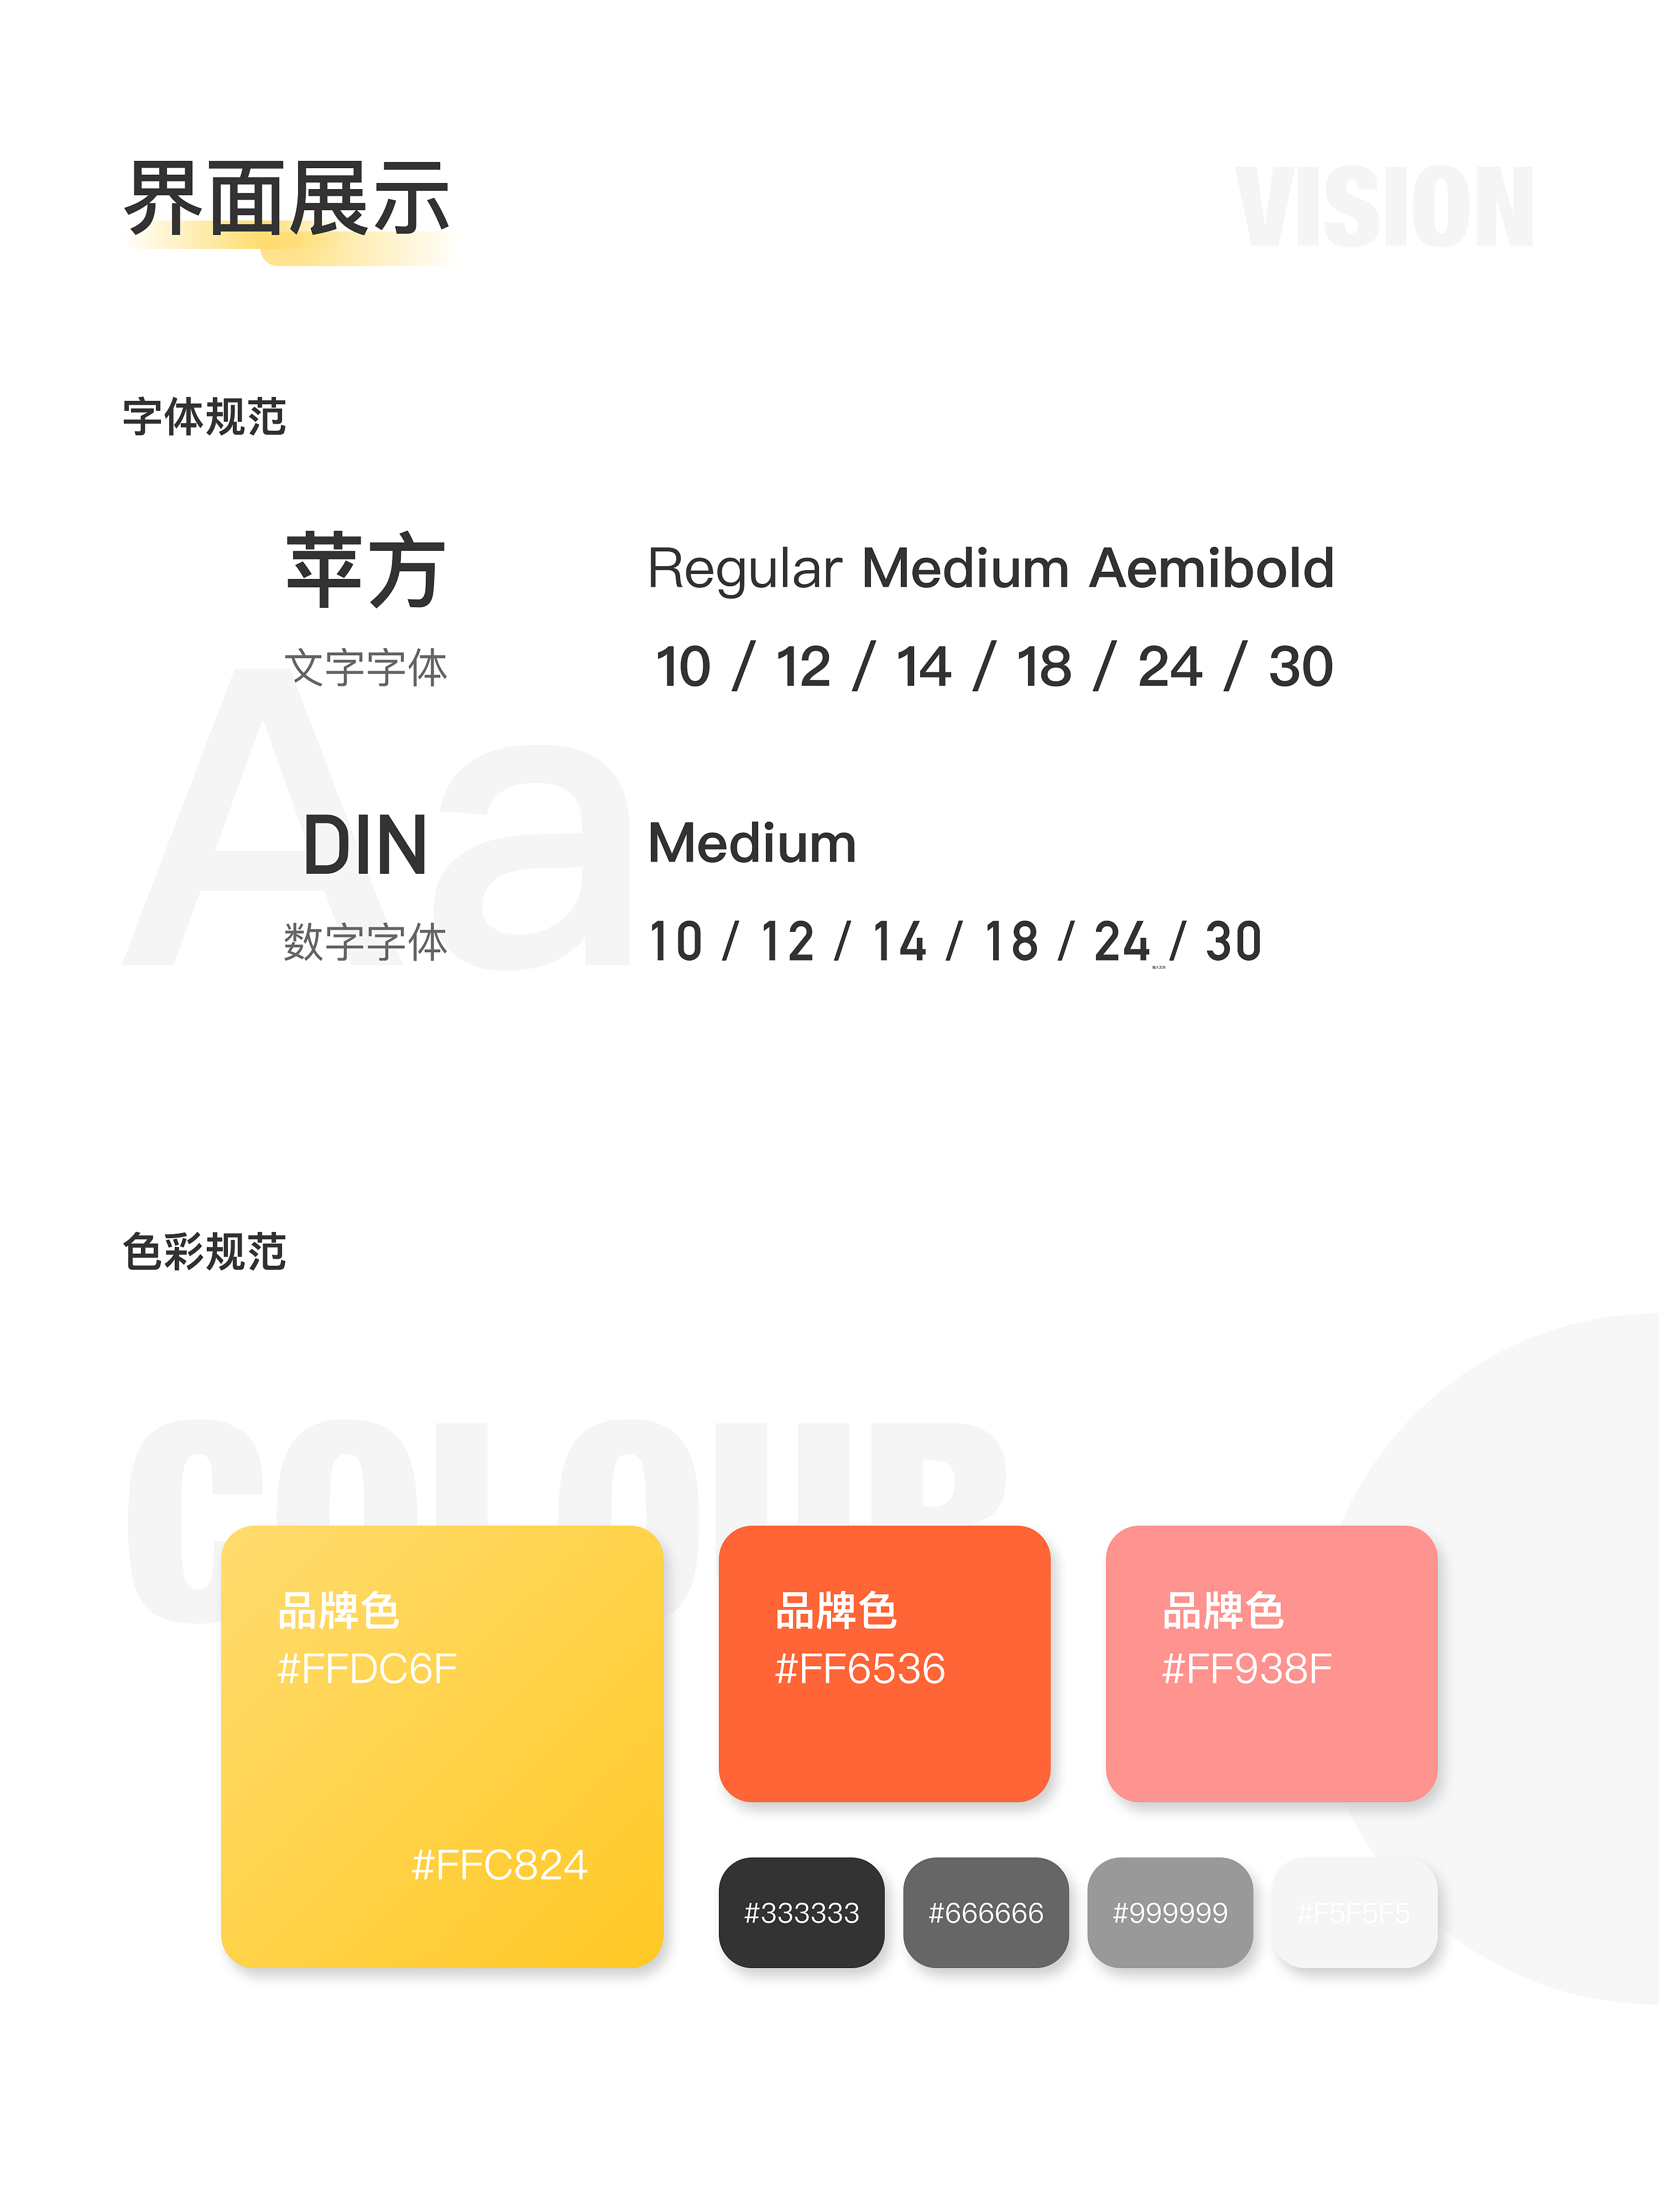 界面展示
VISION
字体规范
苹方
Regular Medium Aemibold
文字字体
10 / 12 / 14 / 18 / 24 / 30
Aa
DIN
Medium
数字字体
10 / 12 / 14 / 18 / 24 / 30
色彩规范
COLOUR
品牌色
#FFDC6F
#FFC824
品牌色
#FF6536
品牌色
#FF938F
#333333
#666666
#999999
#F5F5F5